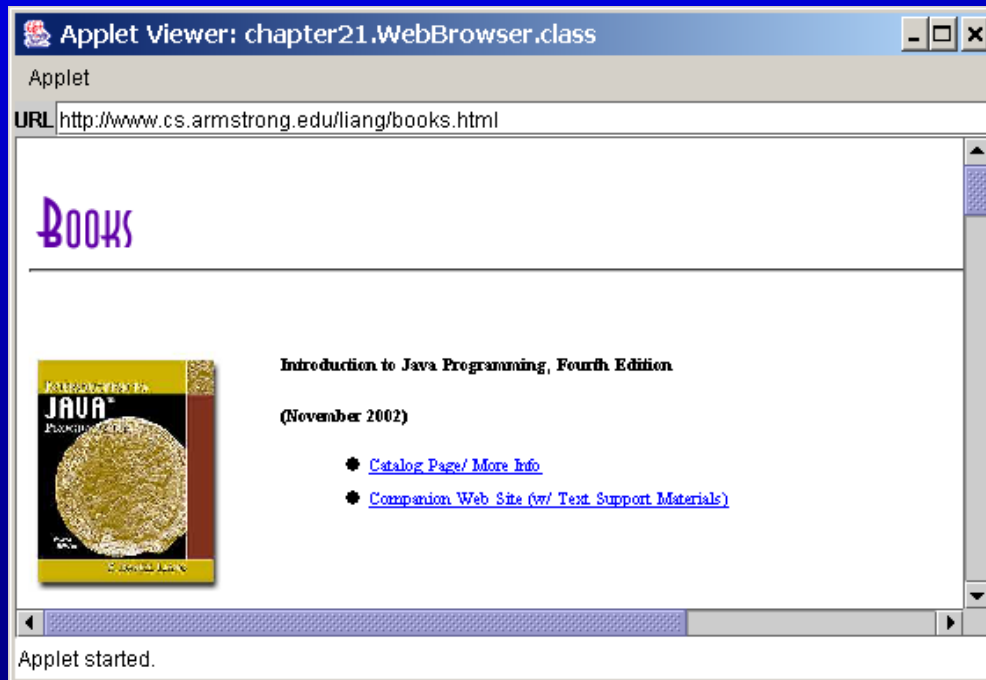 Applet Viewer: chapter21.WebBrowser.class
Applet
URL http://www.cs.armstrong.edu/liang/books.html
Books
Introduction to Java Programming, Fourth Edition
JAVA
(November 2002)
Catalog Page/ More Info
Companion Web Site (w/ Text Support Materials)
Applet started.